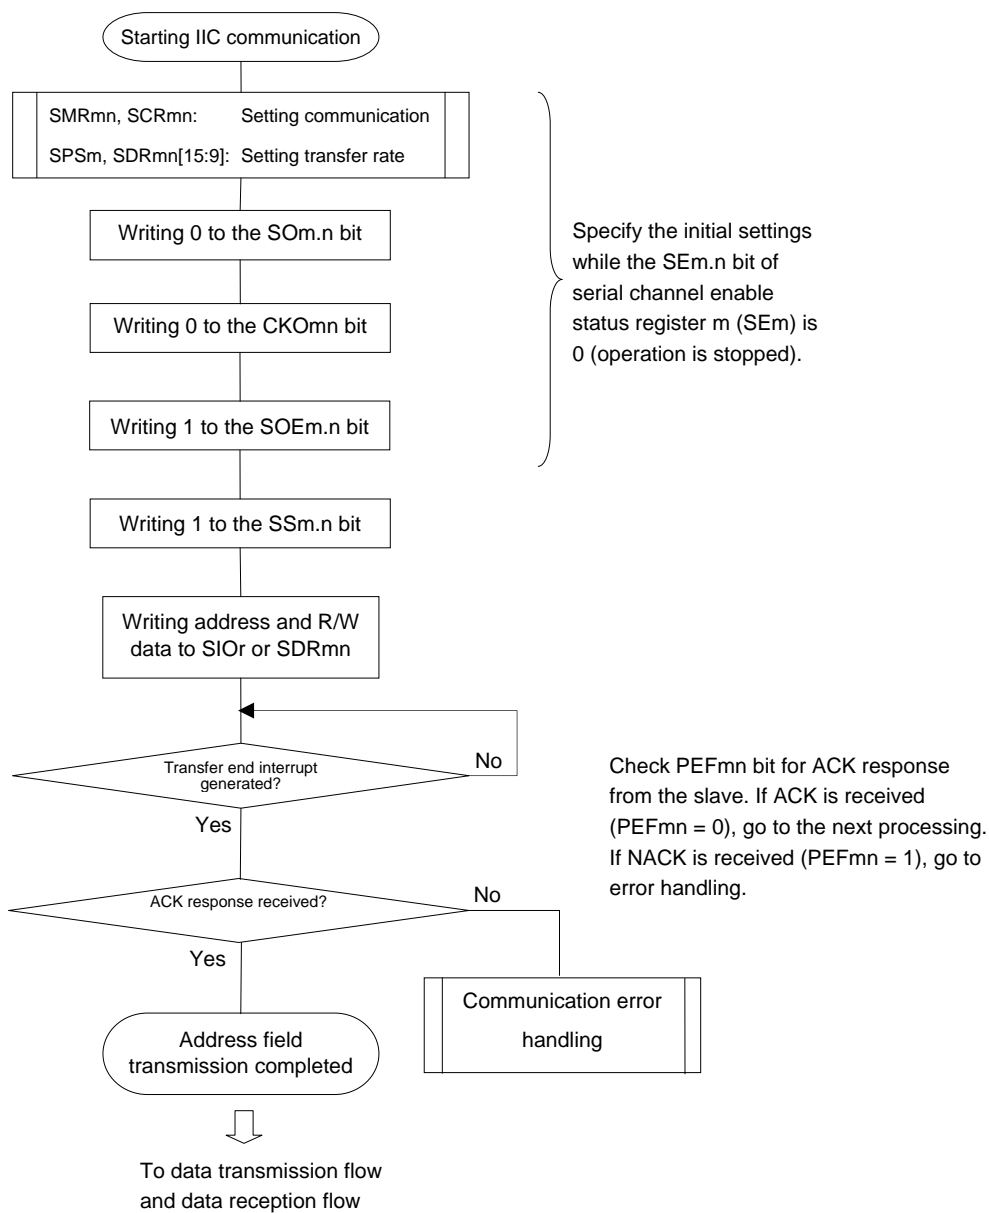 Starting IIC communication
SMRmn, SCRmn: Setting communication
SPSm, SDRmn[15:9]: Setting transfer rate
Writing 0 to the SOm.n bit
Writing 0 to the CKOmn bit
Writing 1 to the SOEm.n bit
Specify the initial settings
while the SEm.n bit of
serial channel enable
status register m (SEm) is
0 (operation is stopped).
Writing 1 to the SSm.n bit
Writing address and R/W
data to SIOr or SDRmn
Transfer end interrupt
generated?
No
Yes
Check PEFmn bit for ACK response
from the slave. If ACK is received
(PEFmn = 0), go to the next processing.
If NACK is received (PEFmn = 1), go to
error handling.
ACK response received?
No
Yes
Communication error
handling
Address field
transmission completed
To data transmission flow
and data reception flow